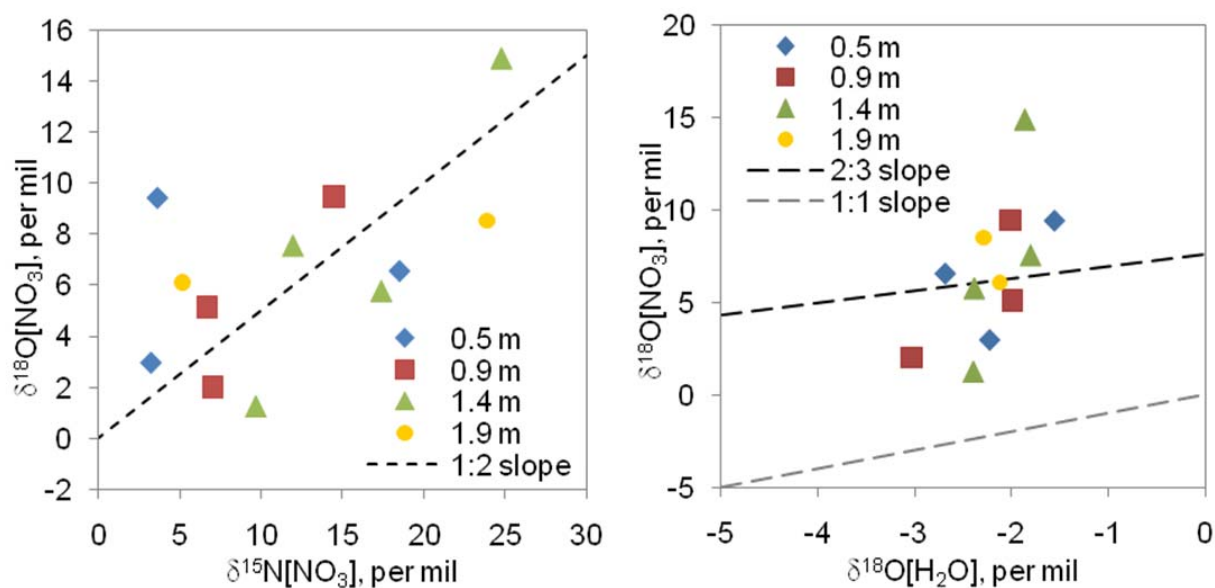 16
14
12
10
8
6
4
2
0
-2
δ¹⁸O[NO₃], per mil
0.5 m
0.9 m
1.4 m
1.9 m
1:2 slope
0 5 10 15 20 25 30
δ¹⁵N[NO₃], per mil
20
15
10
5
0
-5
δ¹⁸O[NO₃], per mil
0.5 m
0.9 m
1.4 m
1.9 m
2:3 slope
1:1 slope
-5 -4 -3 -2 -1 0
δ¹⁸O[H₂O], per mil